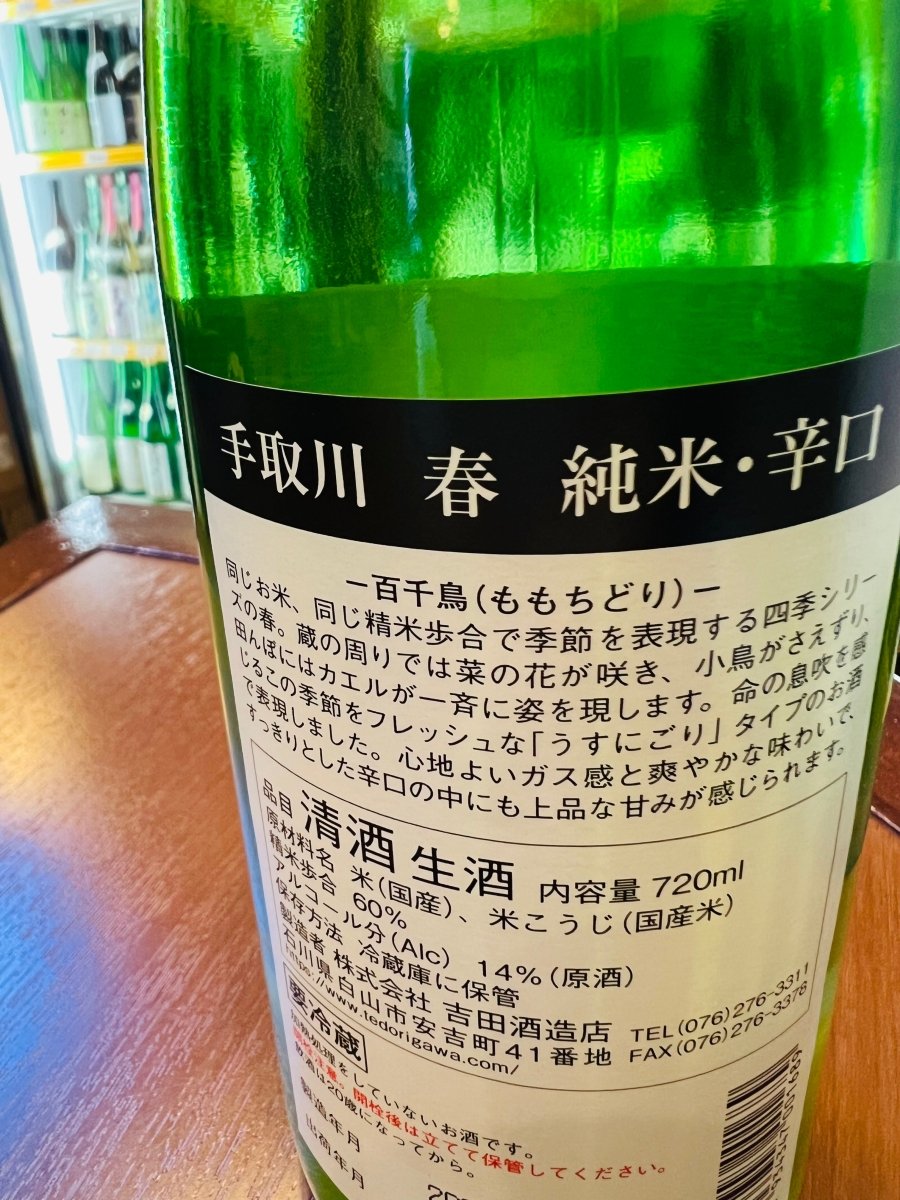 手取川 春 純米・辛口
－百千鳥（ももちどり）－
同じお米、同じ精米歩合で季節を表現する四季シリー
ズの春。蔵の周りでは菜の花が咲き、小鳥がさえずり、
田んぼにはカエルが一斉に姿を現します。命の息吹を感
じるこの季節をフレッシュな「うすにごり」タイプのお酒
で表現しました。心地よいガス感と爽やかな味わいで、
すっきりとした辛口の中にも上品な甘みが感じられます。
品目 清酒 生酒 内容量 720ml
原材料名 米（国産）、米こうじ（国産米）
精米歩合 60％
アルコール分（Alc） 14％（原酒）
保存方法 冷蔵庫に保管
製造者 株式会社 吉田酒造店 TEL(076)276-3311
石川県白山市安吉町41番地 FAX(076)276-3378
https://www.tedorigawa.com/
要冷蔵
加熱処理をしていないお酒です。
開栓注意。開栓後は立てて保管してください。
飲酒は20歳になってから。
製造年月
出荷年月